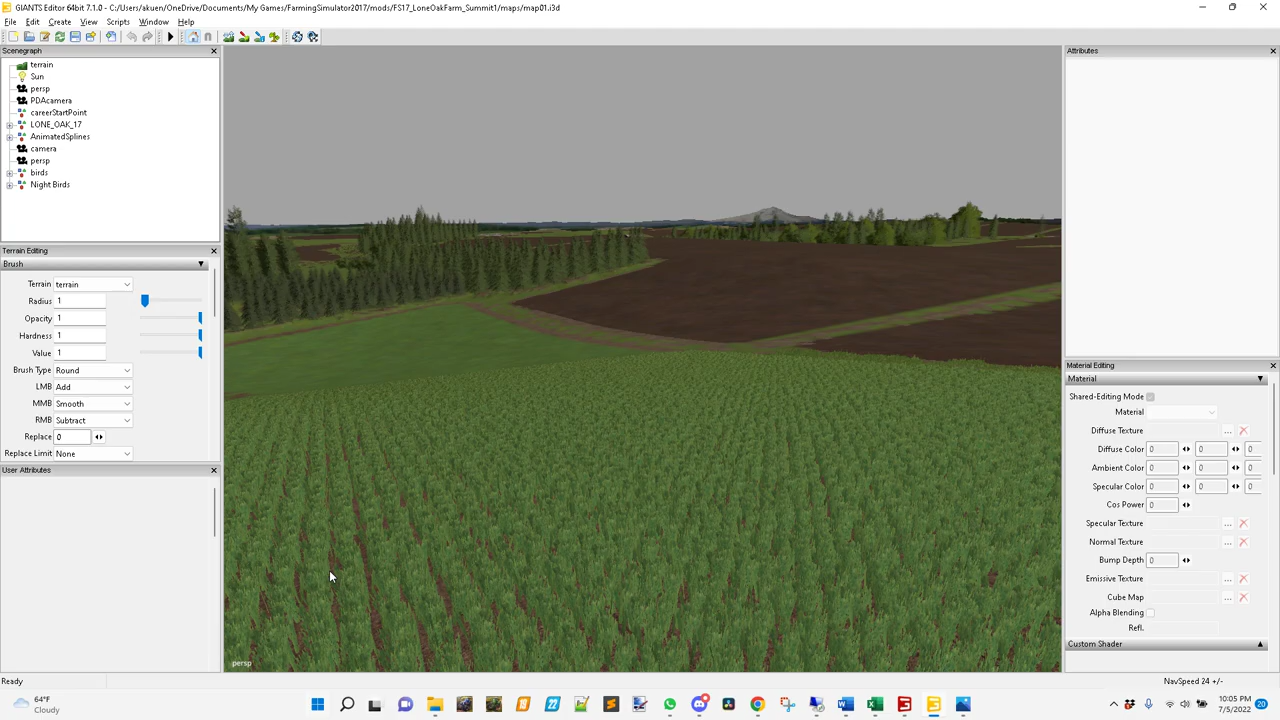 GIANTS Editor 64bit 7.1.0 - C:/Users/akuen/OneDrive/Documents/My Games/FarmingSimulator2017/mods/FS17_LoneOakFarm_Summit1/maps/map01.i3d
File Edit Create View Scripts Window Help
Scenegraph
terrain
Sun
persp
PDAcamera
careerStartPoint
LONE_OAK_17
AnimatedSplines
camera
persp
birds
Night Birds
Terrain Editing
Brush
Terrain terrain
Radius 1
Opacity 1
Hardness 1
Value 1
Brush Type Round
LMB Add
MMB Smooth
RMB Subtract
Replace 0
Replace Limit None
User Attributes
persp
Attributes
Material Editing
Material
Shared-Editing Mode
Material
Diffuse Texture ...
Diffuse Color 0 0 0
Ambient Color 0 0 0
Specular Color 0 0 0
Cos Power 0
Specular Texture ...
Normal Texture ...
Bump Depth 0
Emissive Texture ...
Cube Map ...
Alpha Blending
Refl.
Custom Shader
Ready
NavSpeed 24 +/-
64°F
Cloudy
22
10:05 PM
7/5/2022
20